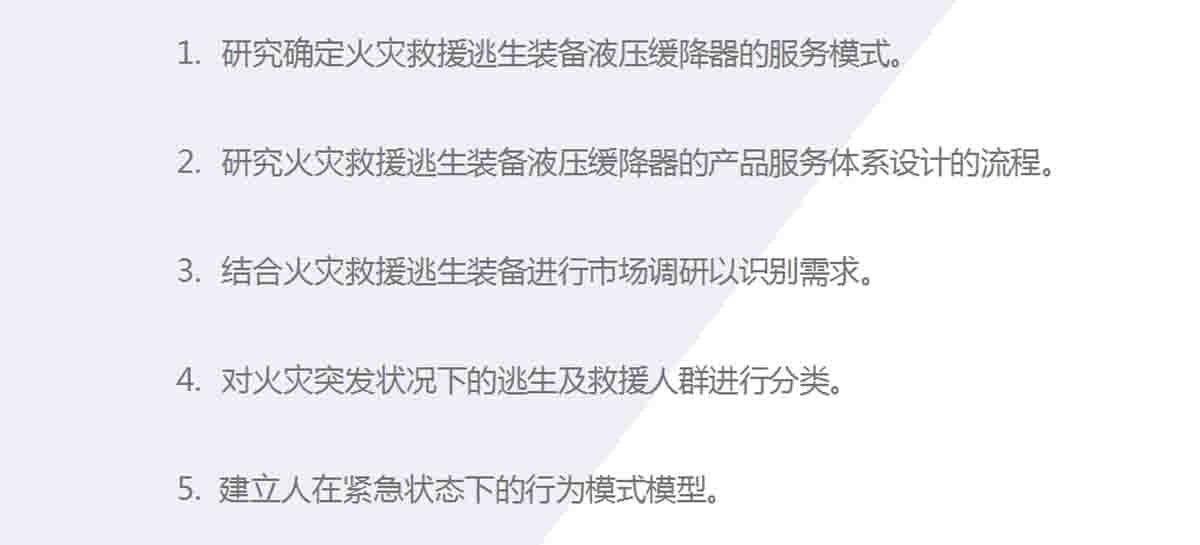 1. 研究确定火灾救援逃生装备液压缓降器的服务模式。
2. 研究火灾救援逃生装备液压缓降器的产品服务体系设计的流程。
3. 结合火灾救援逃生装备进行市场调研以识别需求。
4. 对火灾突发状况下的逃生及救援人群进行分类。
5. 建立人在紧急状态下的行为模式模型。